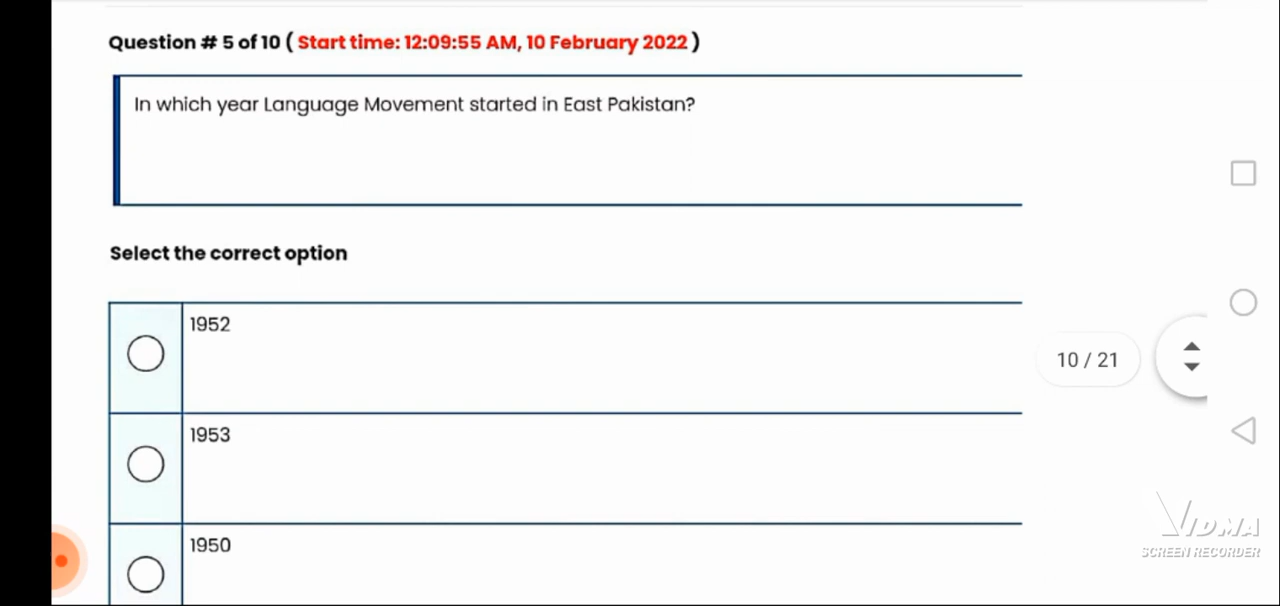 Question # 5 of 10 ( Start time: 12:09:55 AM, 10 February 2022 )
In which year Language Movement started in East Pakistan?
Select the correct option
1952
1953
10 / 21
1950
VIDMA
SCREEN RECORDER